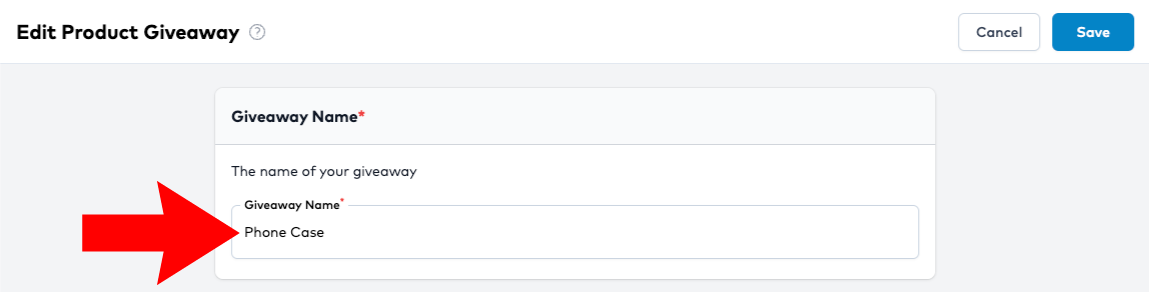 Edit Product Giveaway ?
Cancel
Save
Giveaway Name*
The name of your giveaway
Giveaway Name*
Phone Case